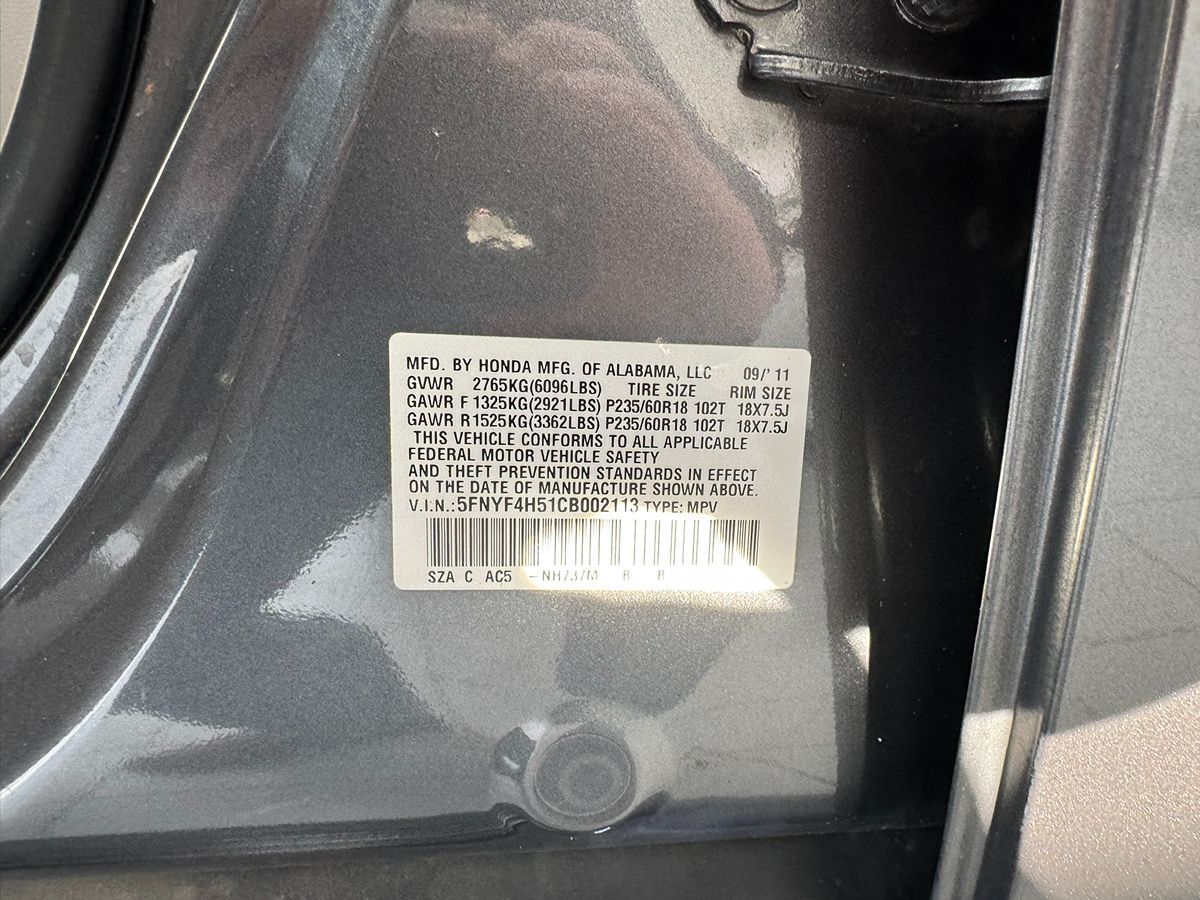 MFD. BY HONDA MFG. OF ALABAMA, LLC 09/'11
GVWR 2765KG(6096LBS) TIRE SIZE RIM SIZE
GAWR F 1325KG(2921LBS) P235/60R18 102T 18X7.5J
GAWR R 1525KG(3362LBS) P235/60R18 102T 18X7.5J
THIS VEHICLE CONFORMS TO ALL APPLICABLE
FEDERAL MOTOR VEHICLE SAFETY
AND THEFT PREVENTION STANDARDS IN EFFECT
ON THE DATE OF MANUFACTURE SHOWN ABOVE.
V.I.N.:5FNYF4H51CB002113 TYPE: MPV
SZA C AC5 –NH737M B B